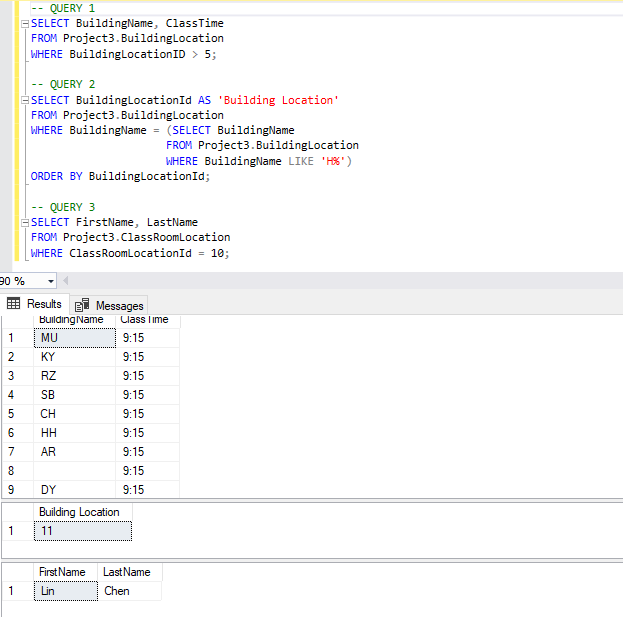 -- QUERY 1
SELECT BuildingName, ClassTime
FROM Project3.BuildingLocation
WHERE BuildingLocationID > 5;
-- QUERY 2
SELECT BuildingLocationId AS 'Building Location'
FROM Project3.BuildingLocation
WHERE BuildingName = (SELECT BuildingName
FROM Project3.BuildingLocation
WHERE BuildingName LIKE 'H%')
ORDER BY BuildingLocationId;
-- QUERY 3
SELECT FirstName, LastName
FROM Project3.ClassRoomLocation
WHERE ClassRoomLocationId = 10;
90 %
Results Messages
BuildingName ClassTime
1 MU 9:15
2 KY 9:15
3 RZ 9:15
4 SB 9:15
5 CH 9:15
6 HH 9:15
7 AR 9:15
8 9:15
9 DY 9:15
Building Location
1 11
FirstName LastName
1 Lin Chen